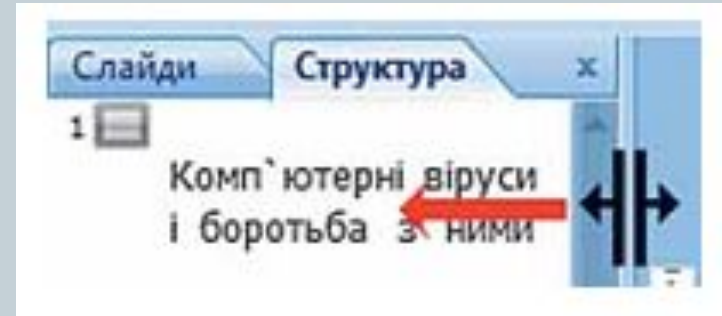 Слайди Структура x
1
Комп`ютерні віруси
і боротьба з ними